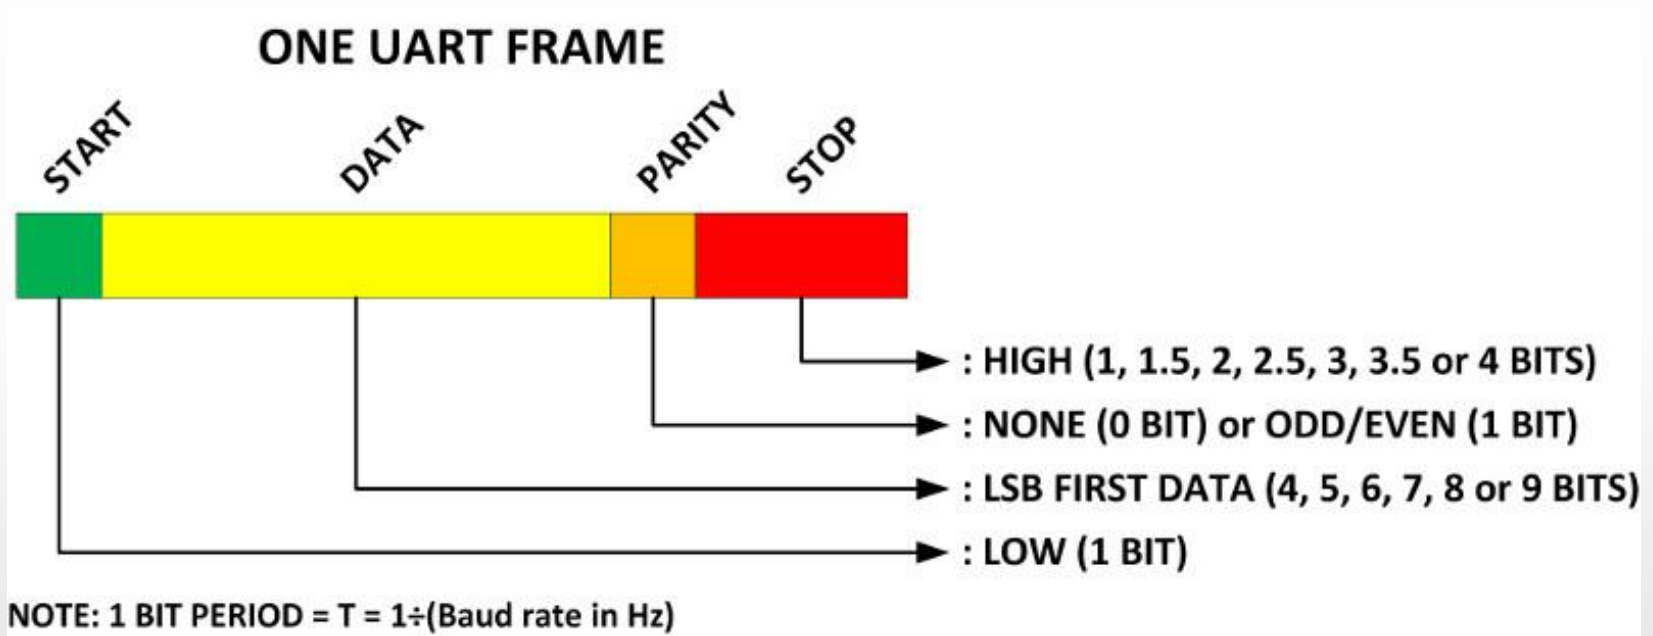 ONE UART FRAME
START
DATA
PARITY
STOP
: HIGH (1, 1.5, 2, 2.5, 3, 3.5 or 4 BITS)
: NONE (0 BIT) or ODD/EVEN (1 BIT)
: LSB FIRST DATA (4, 5, 6, 7, 8 or 9 BITS)
: LOW (1 BIT)
NOTE: 1 BIT PERIOD = T = 1÷(Baud rate in Hz)